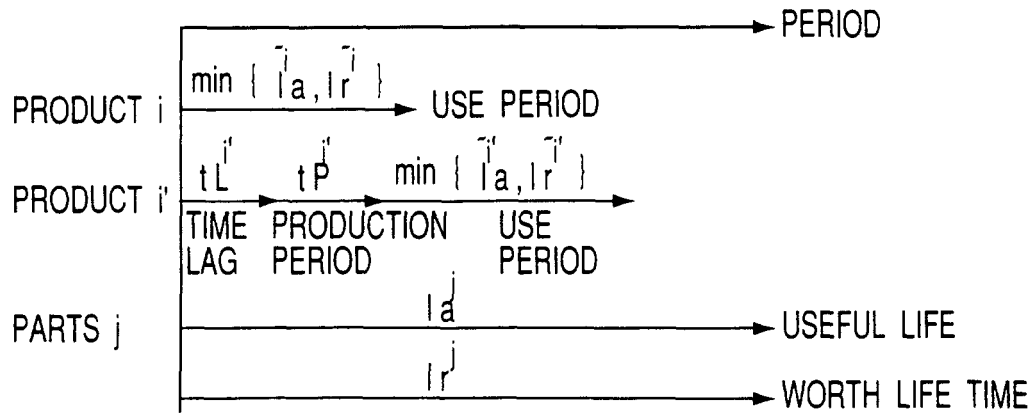 PERIOD
min { l̃a^i, l̃r^i }
PRODUCT i
USE PERIOD
tL^i' tP^i' min { l̃a^i', l̃r^i' }
PRODUCT i'
TIME PRODUCTION USE
LAG PERIOD PERIOD
la^j
PARTS j
USEFUL LIFE
lr^j
WORTH LIFE TIME